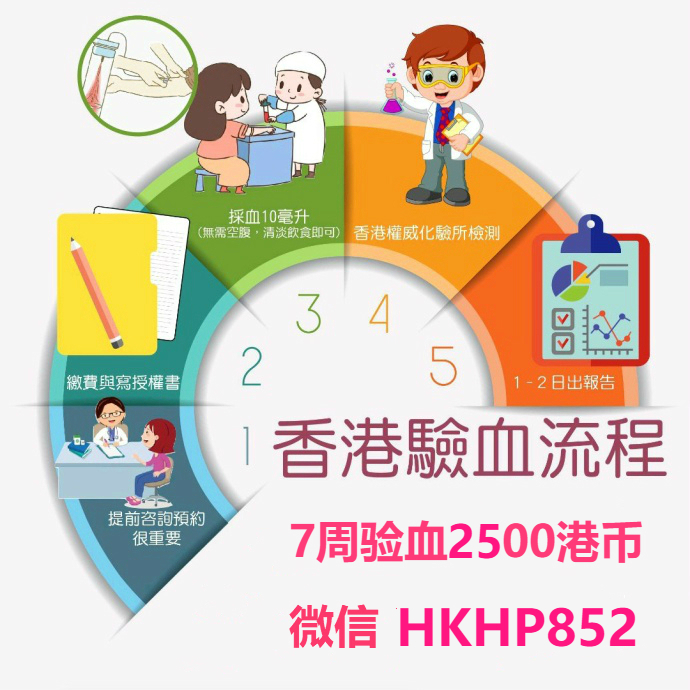 採血10毫升
(無需空腹，清淡飲食即可)
香港權威化驗所檢測
繳費與寫授權書
1-2日出報告
提前咨詢預約
很重要
1
2
3
4
5
香港驗血流程
7周验血2500港币
微信 HKHP852